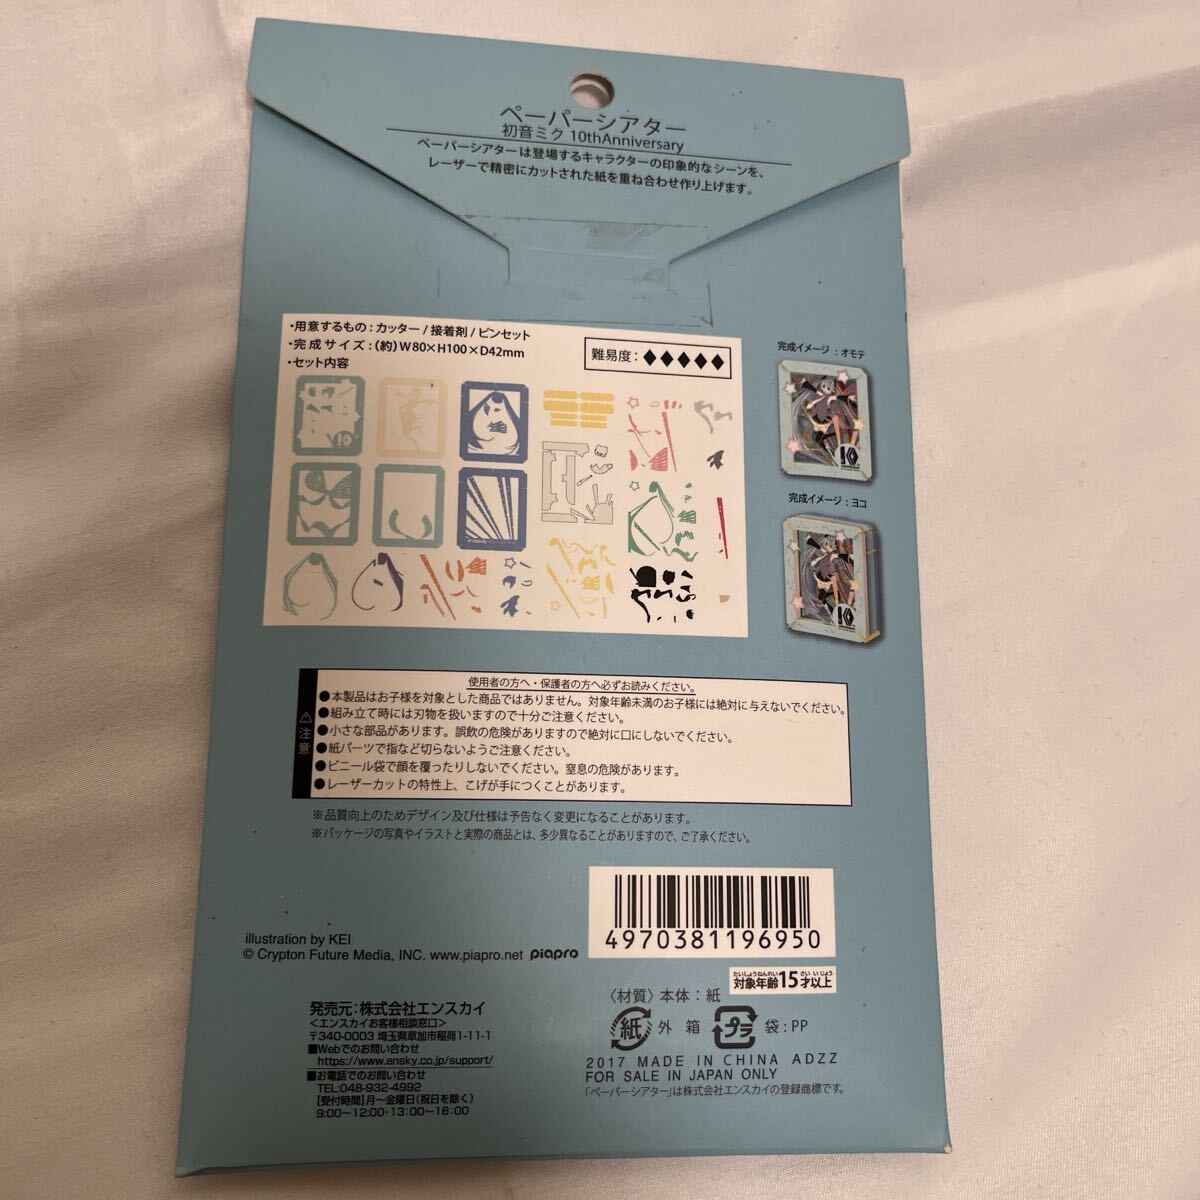 ペーパーシアター
初音ミク 10thAnniversary
ペーパーシアターは登場するキャラクターの印象的なシーンを、
レーザーで精密にカットされた紙を重ね合わせ作り上げます。
・用意するもの：カッター/接着剤/ピンセット
・完成サイズ：(約)W80×H100×D42mm
・セット内容
難易度：◆◆◆◆◆
完成イメージ：オモテ
完成イメージ：ヨコ
⚠注意
使用者の方へ・保護者の方へ必ずお読みください。
●本製品はお子様を対象とした商品ではありません。対象年齢未満のお子様には絶対に与えないでください。
●組み立て時には刃物を扱いますので十分ご注意ください。
●小さな部品があります。誤飲の危険がありますので絶対に口にしないでください。
●紙パーツで指など切らないようご注意ください。
●ビニール袋で顔を覆ったりしないでください。窒息の危険があります。
●レーザーカットの特性上、こげが手につくことがあります。
※品質向上のためデザイン及び仕様は予告なく変更になることがあります。
※パッケージの写真やイラストと実際の商品とは、多少異なることがありますので、ご了承ください。
4970381196950
illustration by KEI
© Crypton Future Media, INC. www.piapro.net piapro
たいしょうねんれい さい いじょう
対象年齢15才以上
発売元：株式会社エンスカイ
＜エンスカイお客様相談窓口＞
〒340-0003 埼玉県草加市稲荷1-11-1
■Webでのお問い合わせ
https://www.ensky.co.jp/support/
■お電話でのお問い合わせ
TEL:048-932-4992
【受付時間】月〜金曜日(祝日を除く)
9:00〜12:00・13:00〜16:00
〈材質〉本体：紙
紙 外箱 プラ 袋：PP
2017 MADE IN CHINA ADZZ
FOR SALE IN JAPAN ONLY
「ペーパーシアター」は株式会社エンスカイの登録商標です。